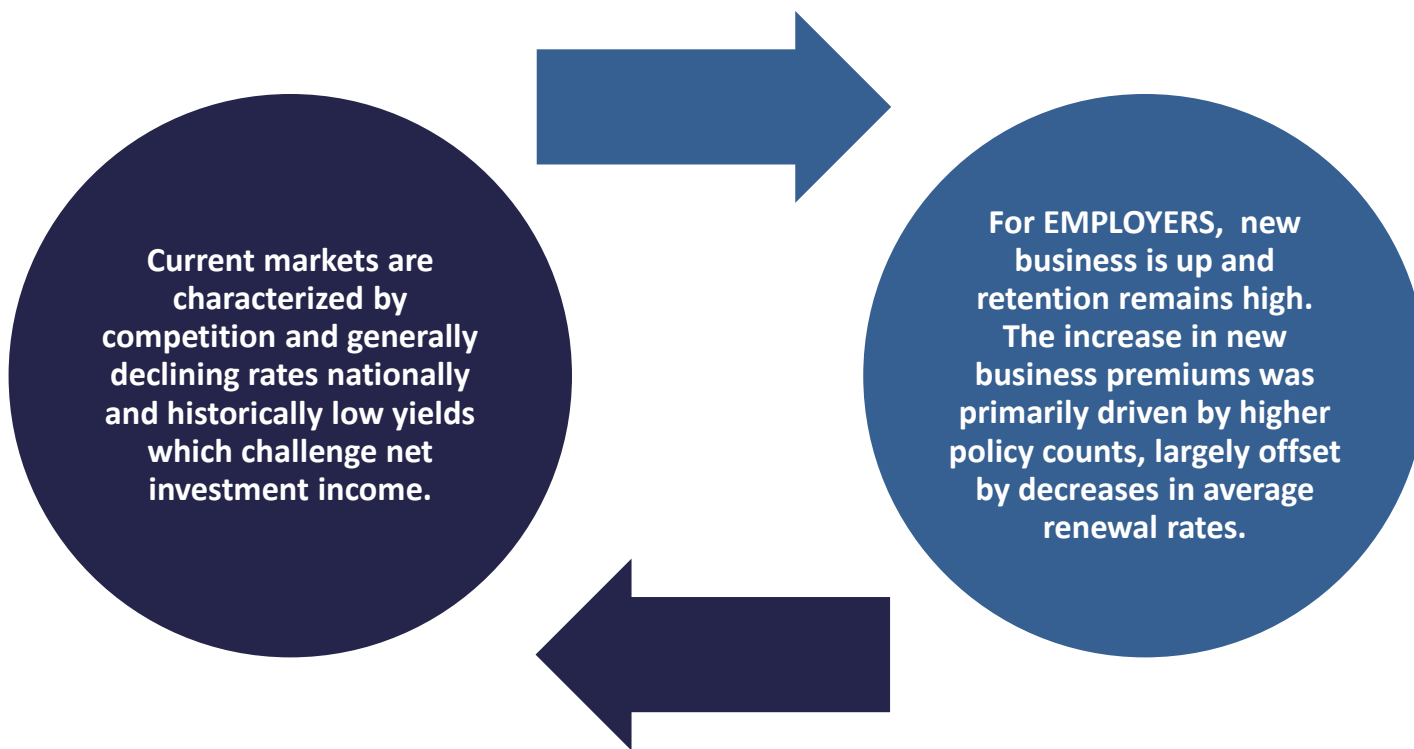 Current markets are
characterized by
competition and generally
declining rates nationally
and historically low yields
which challenge net
investment income.
For EMPLOYERS,  new
business is up and
retention remains high.
The increase in new
business premiums was
primarily driven by higher
policy counts, largely offset
by decreases in average
renewal rates.